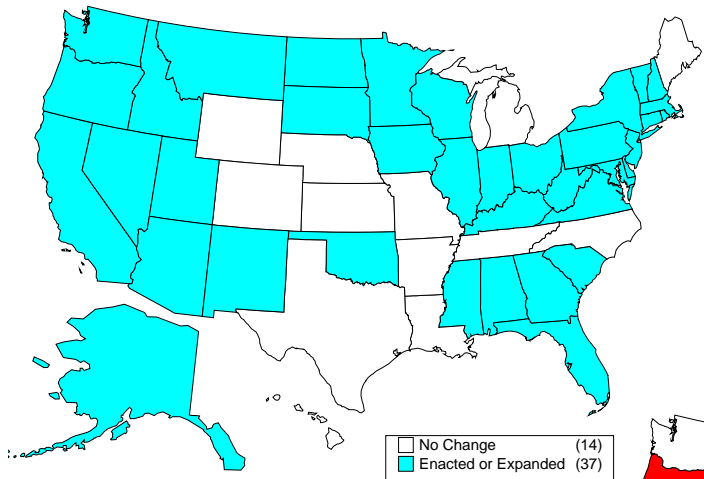 No Change (14)
Enacted or Expanded (37)